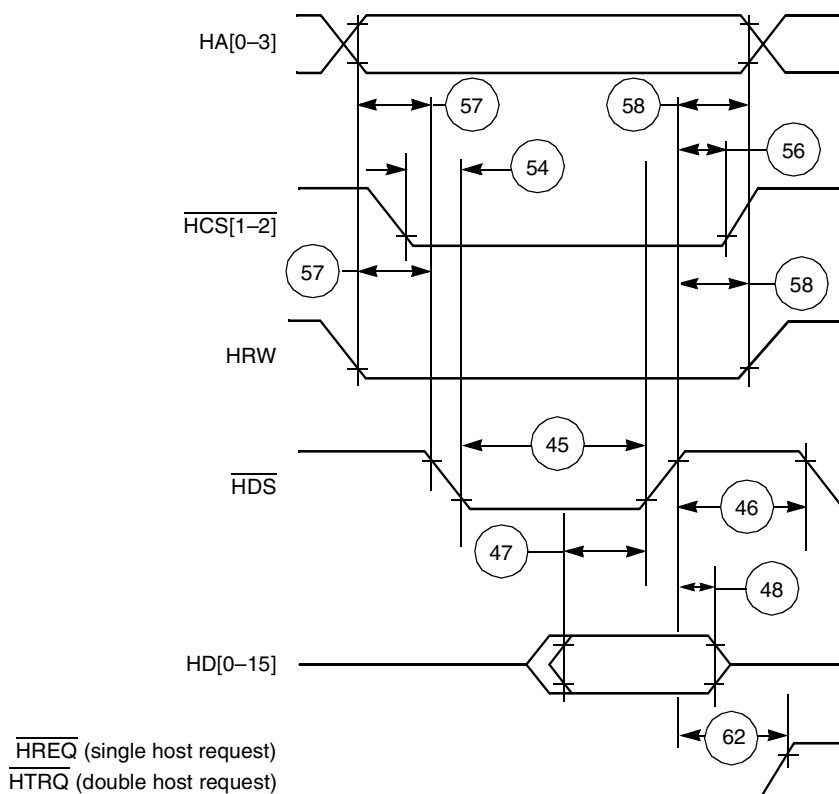 HA[0–3]
57
58
56
54
HCS[1–2]
57
58
HRW
45
HDS
46
47
48
HD[0–15]
62
HREQ (single host request)
HTRQ (double host request)